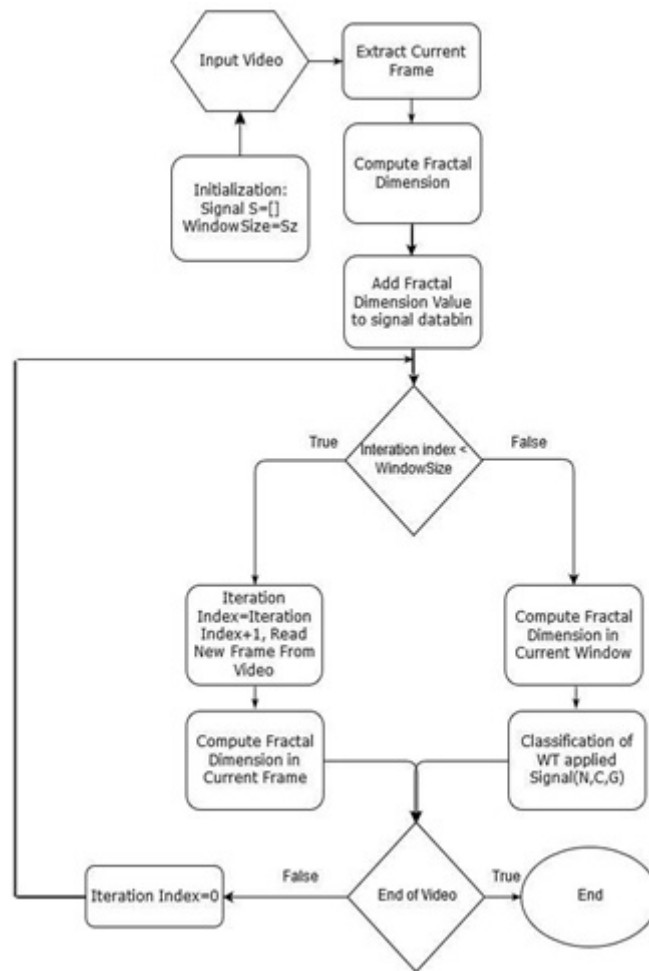 Input Video
Extract Current
Frame
Initialization:
Signal S=[]
WindowSize=Sz
Compute Fractal
Dimension
Add Fractal
Dimension Value
to signal databin
True
Interation index <
WindowSize
False
Iteration
Index=Iteration
Index+1, Read
New Frame From
Video
Compute Fractal
Dimension in
Current Window
Compute Fractal
Dimension in
Current Frame
Classification of
WT applied
Signal(N,C,G)
Iteration Index=0
False
End of Video
True
End